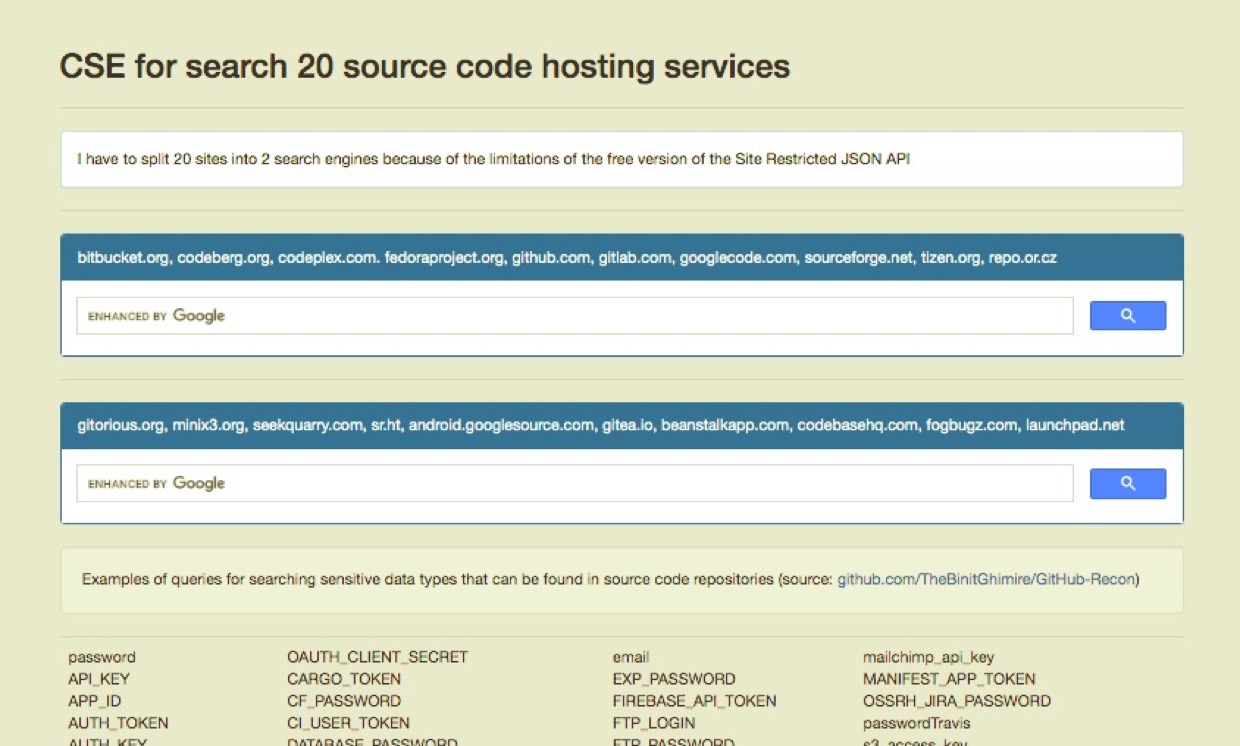 CSE for search 20 source code hosting services
I have to split 20 sites into 2 search engines because of the limitations of the free version of the Site Restricted JSON API
bitbucket.org, codeberg.org, codeplex.com. fedoraproject.org, github.com, gitlab.com, googlecode.com, sourceforge.net, tizen.org, repo.or.cz
ENHANCED BY Google
gitorious.org, minix3.org, seekquarry.com, sr.ht, android.googlesource.com, gitea.io, beanstalkapp.com, codebasehq.com, fogbugz.com, launchpad.net
ENHANCED BY Google
Examples of queries for searching sensitive data types that can be found in source code repositories (source: github.com/TheBinitGhimire/GitHub-Recon)
password OAUTH_CLIENT_SECRET email mailchimp_api_key
API_KEY CARGO_TOKEN EXP_PASSWORD MANIFEST_APP_TOKEN
APP_ID CF_PASSWORD FIREBASE_API_TOKEN OSSRH_JIRA_PASSWORD
AUTH_TOKEN CI_USER_TOKEN FTP_LOGIN passwordTravis
AUTH_KEY DATABASE_PASSWORD FTP_PASSWORD s3_access_key